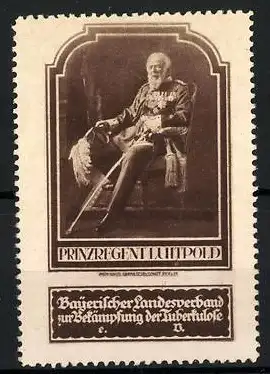 PRINZREGENT LUITPOLD
Bayerischer Landesverband
zur Bekämpfung der Tuberkulose
e. V.